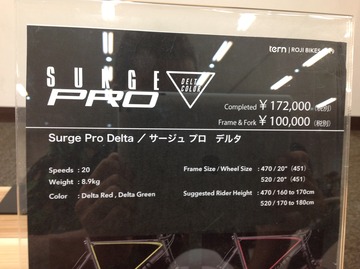 tern | ROJI BIKES
SURGE
PRO
DELTA
COLOR
Completed ¥172,000 (税別)
Frame & Fork ¥100,000 (税別)
Surge Pro Delta / サージュ プロ デルタ
Speeds : 20
Weight : 8.9kg
Color : Delta Red , Delta Green
Frame Size / Wheel Size : 470 / 20" (451)
520 / 20" (451)
Suggested Rider Height : 470 / 160 to 170cm
520 / 170 to 180cm